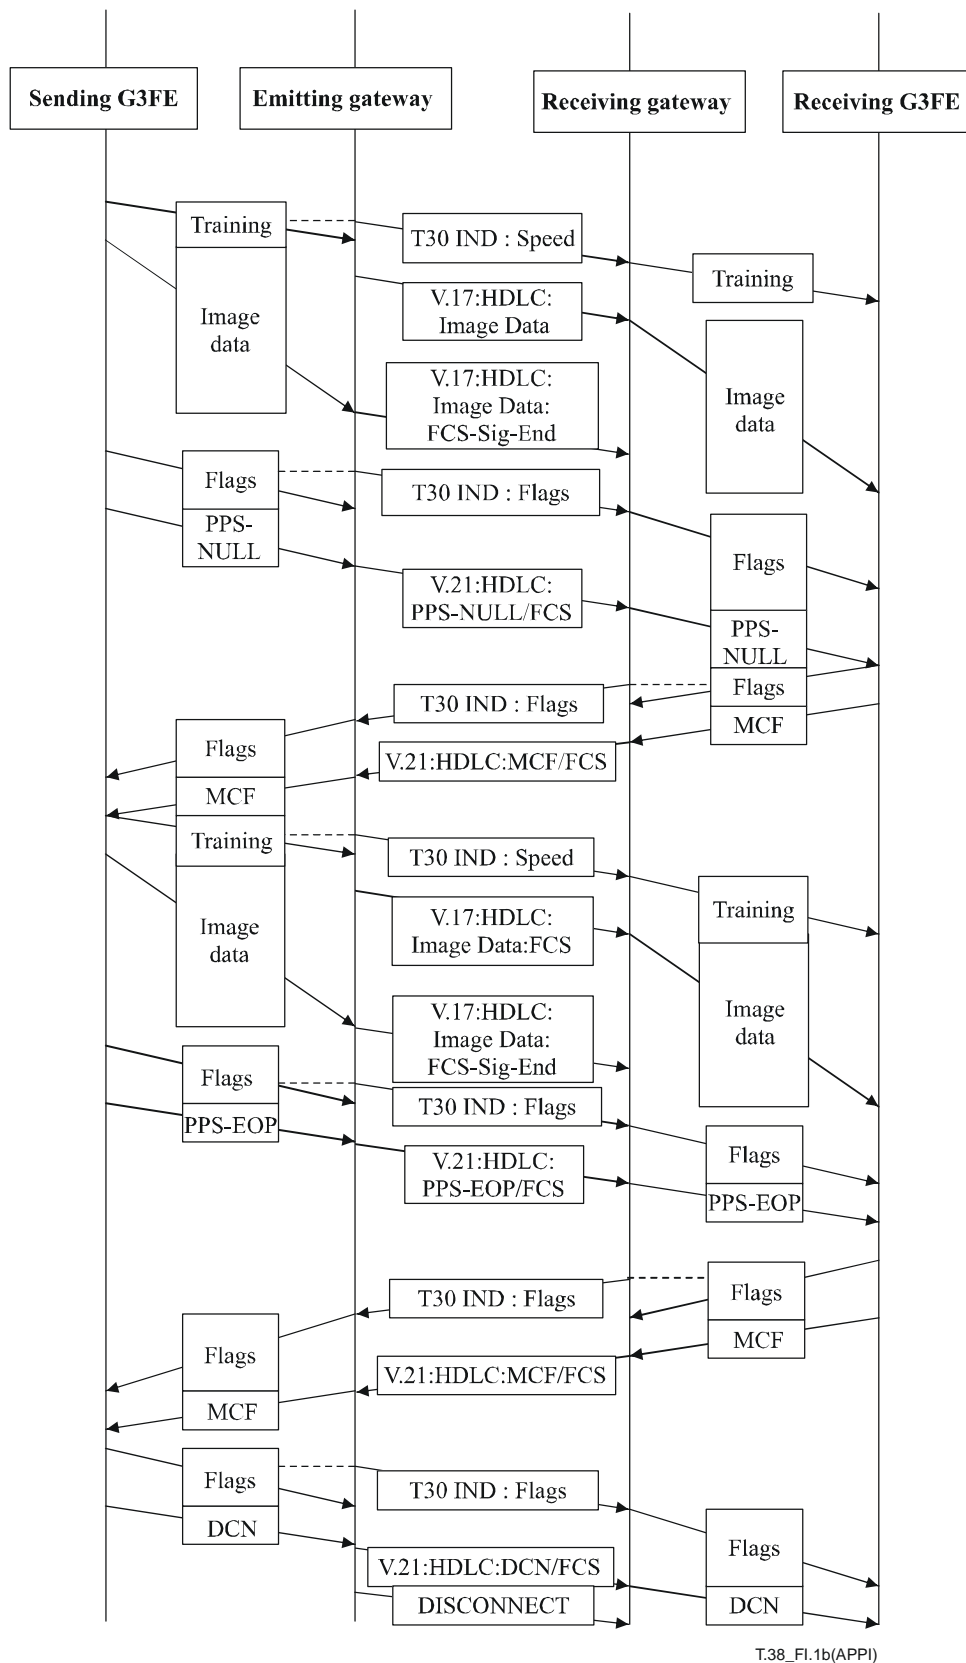 Sending G3FE
Emitting gateway
Receiving gateway
Receiving G3FE
Training
T30 IND : Speed
Training
Image
data
V.17:HDLC:
Image Data
Image
data
V.17:HDLC:
Image Data:
FCS-Sig-End
Flags
T30 IND : Flags
PPS-
NULL
Flags
V.21:HDLC:
PPS-NULL/FCS
PPS-
NULL
Flags
T30 IND : Flags
MCF
Flags
V.21:HDLC:MCF/FCS
MCF
Training
T30 IND : Speed
Training
Image
data
V.17:HDLC:
Image Data:FCS
Image
data
V.17:HDLC:
Image Data:
FCS-Sig-End
Flags
T30 IND : Flags
PPS-EOP
Flags
V.21:HDLC:
PPS-EOP/FCS
PPS-EOP
Flags
T30 IND : Flags
MCF
Flags
V.21:HDLC:MCF/FCS
MCF
Flags
T30 IND : Flags
DCN
Flags
V.21:HDLC:DCN/FCS
DISCONNECT
DCN
T.38_FI.1b(APPI)